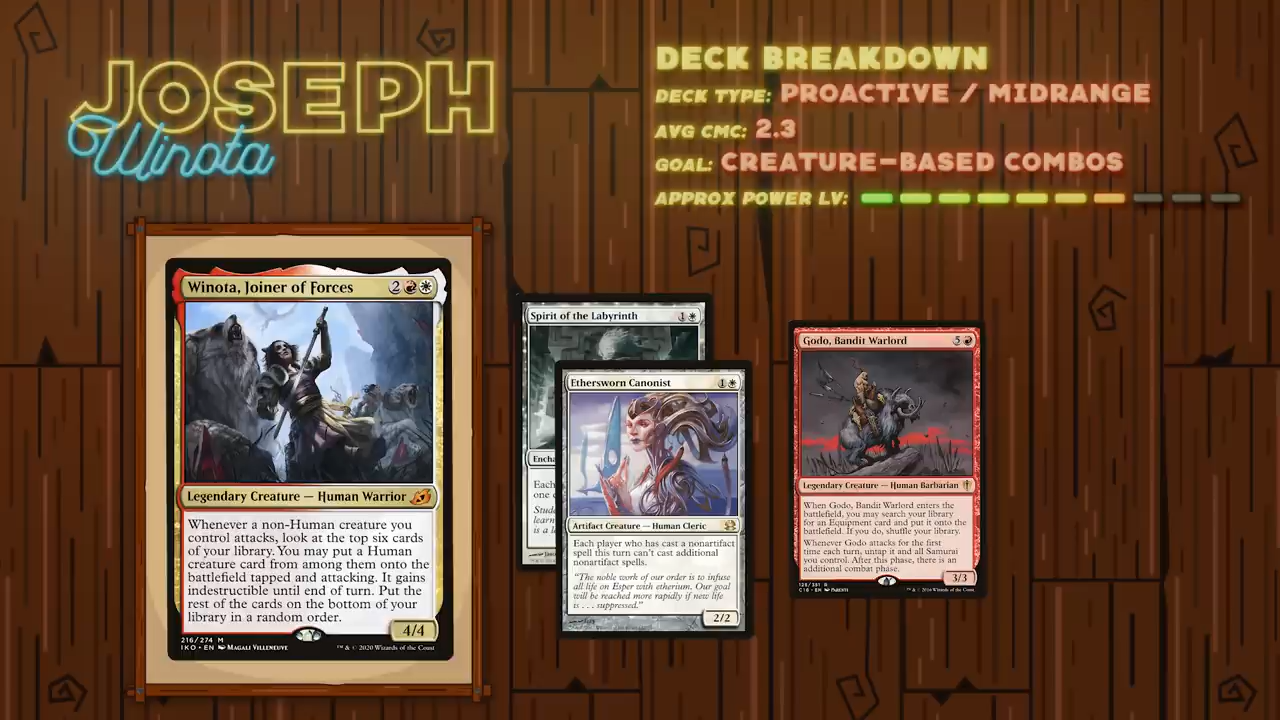 JOSEPH
Winota
DECK BREAKDOWN
DECK TYPE: PROACTIVE / MIDRANGE
AVG CMC: 2.3
GOAL: CREATURE-BASED COMBOS
APPROX POWER LV:
Winota, Joiner of Forces 2
Legendary Creature — Human Warrior
Whenever a non-Human creature you
control attacks, look at the top six cards
of your library. You may put a Human
creature card from among them onto the
battlefield tapped and attacking. It gains
indestructible until end of turn. Put the
rest of the cards on the bottom of your
library in a random order.
4/4
216/274 M
IKO • EN MAGALI VILLENEUVE
™ & © 2020 Wizards of the Coast
Spirit of the Labyrinth 1
Encha
Each
one c
Stude
learn
is a l
Ethersworn Canonist 1
Artifact Creature — Human Cleric
Each player who has cast a nonartifact
spell this turn can't cast additional
nonartifact spells.
"The noble work of our order is to infuse
all life on Esper with etherium. Our goal
will be reached more rapidly if new life
is . . . suppressed."
2/2
Godo, Bandit Warlord 5
Legendary Creature — Human Barbarian
When Godo, Bandit Warlord enters the
battlefield, you may search your library
for an Equipment card and put it onto the
battlefield. If you do, shuffle your library.
Whenever Godo attacks for the first
time each turn, untap it and all Samurai
you control. After this phase, there is an
additional combat phase.
3/3